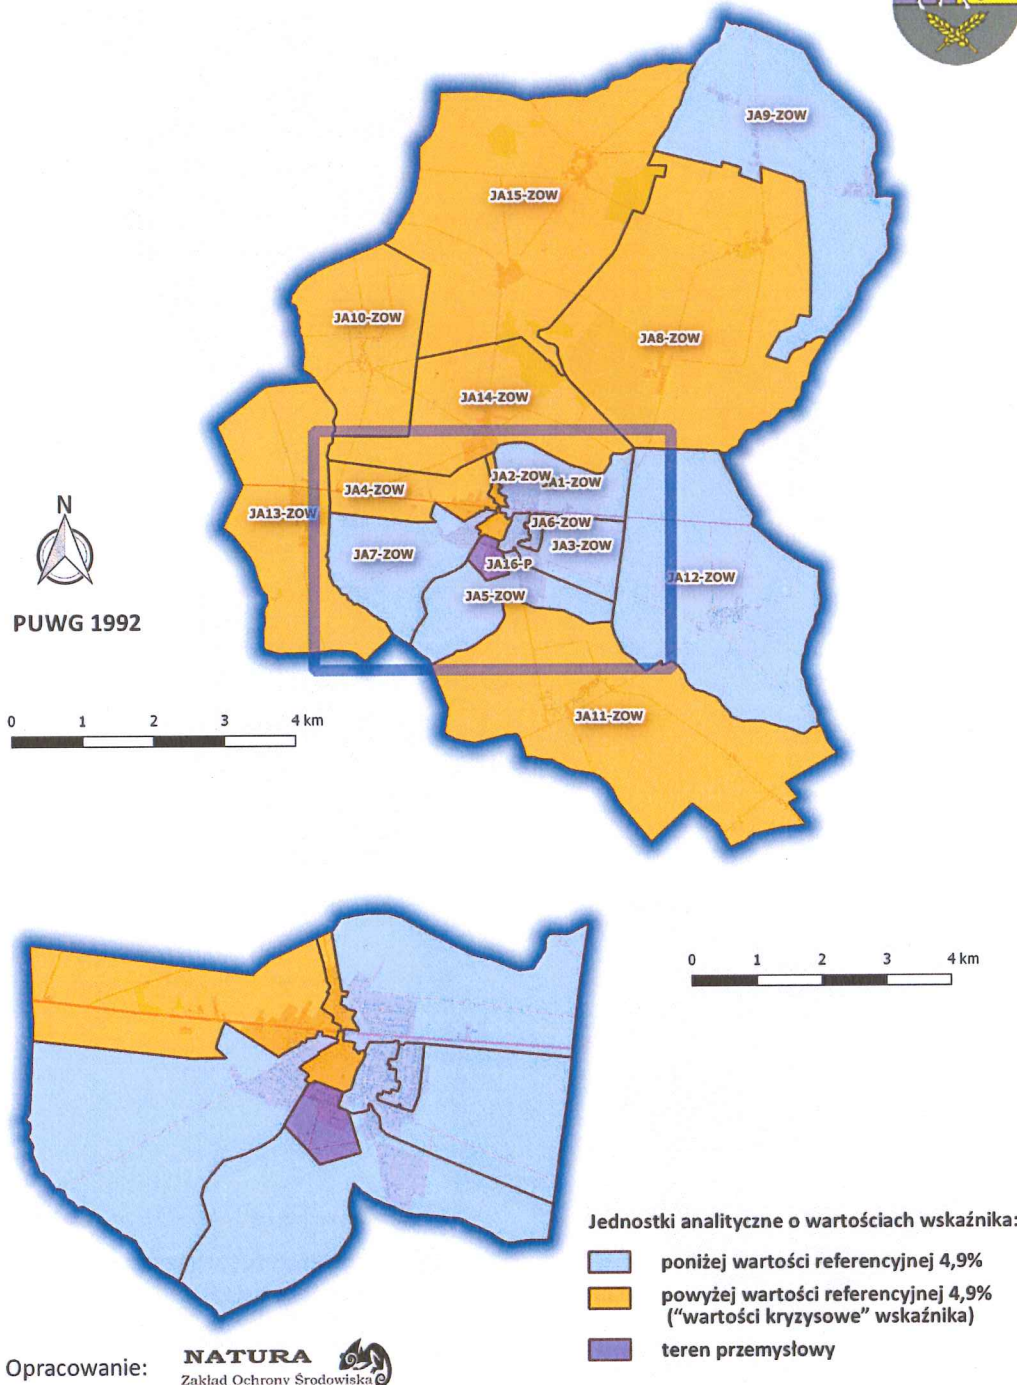 JA9-ZOW
JA15-ZOW
JA10-ZOW
JA8-ZOW
JA14-ZOW
JA2-ZOW
JA1-ZOW
JA4-ZOW
JA13-ZOW
JA6-ZOW
JA3-ZOW
JA7-ZOW
JA16-P
JA12-ZOW
JA5-ZOW
JA11-ZOW
N
PUWG 1992
0 1 2 3 4 km
0 1 2 3 4 km
Jednostki analityczne o wartościach wskaźnika:
poniżej wartości referencyjnej 4,9%
powyżej wartości referencyjnej 4,9%
("wartości kryzysowe" wskaźnika)
teren przemysłowy
Opracowanie:
NATURA
Zakład Ochrony Środowiska